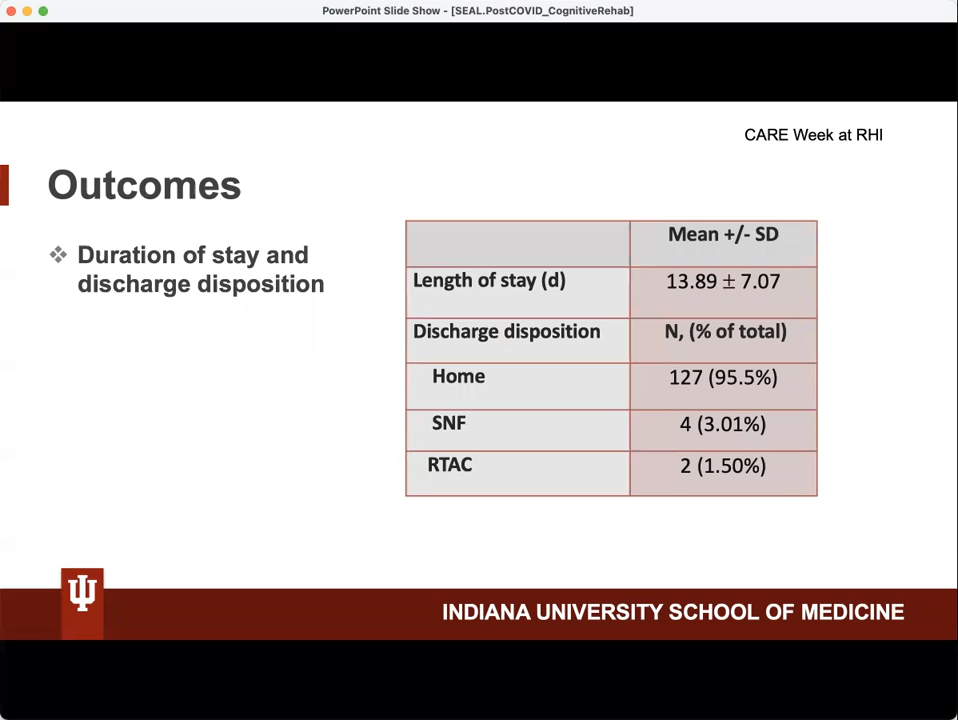 PowerPoint Slide Show - [SEAL.PostCOVID_CognitiveRehab]
CARE Week at RHI
Outcomes
❖ Duration of stay and
discharge disposition
Mean +/- SD
Length of stay (d) 13.89 ± 7.07
Discharge disposition N, (% of total)
Home 127 (95.5%)
SNF 4 (3.01%)
RTAC 2 (1.50%)
INDIANA UNIVERSITY SCHOOL OF MEDICINE